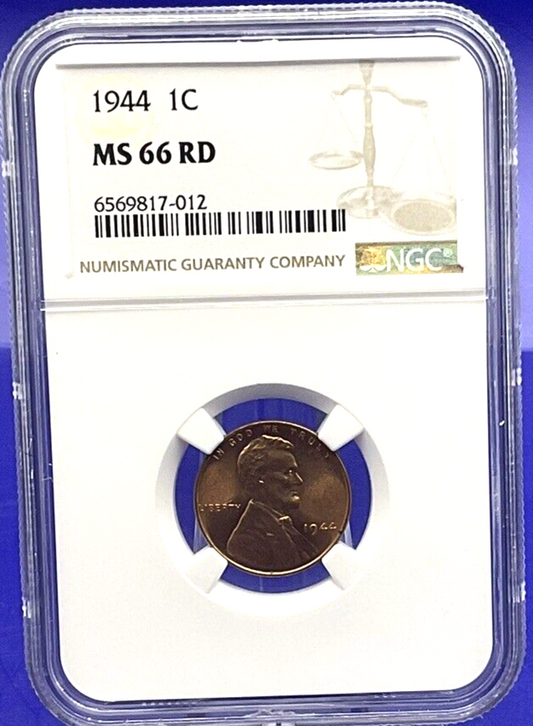 1944 1C
MS 66 RD
6569817-012
NUMISMATIC GUARANTY COMPANY
NGC®
IN GOD WE TRUST
LIBERTY
1944